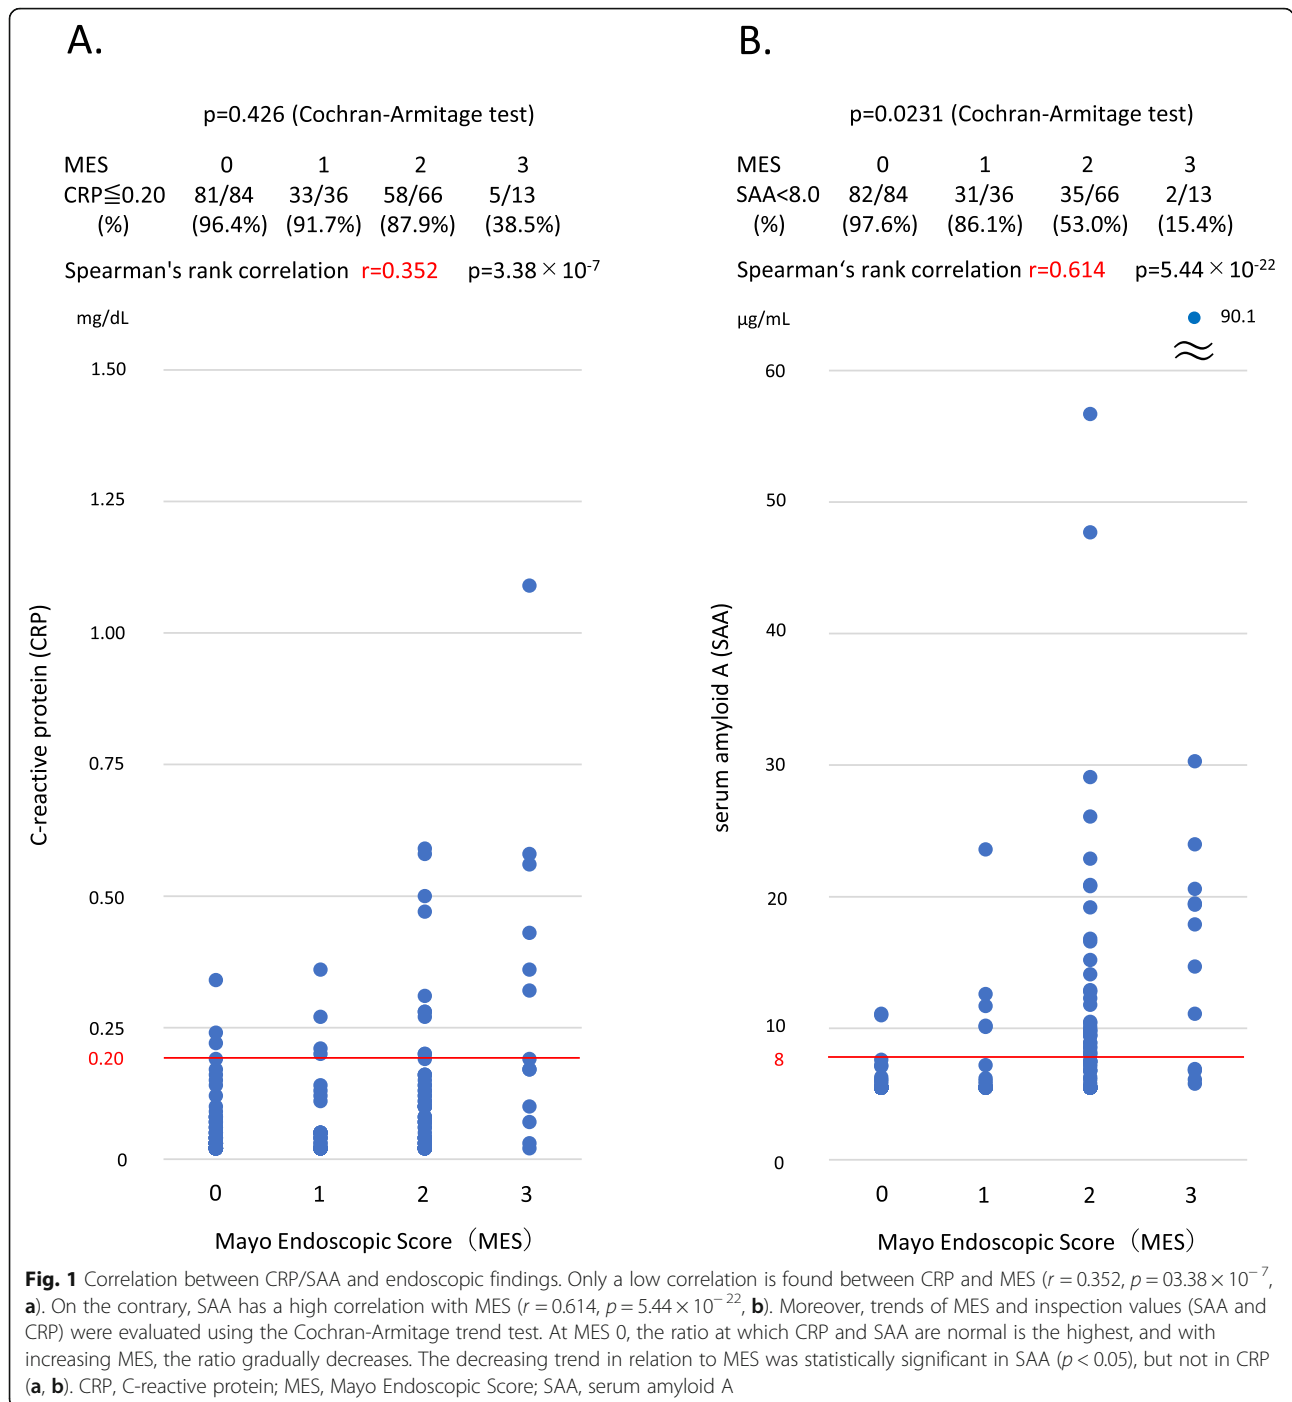 A.
p=0.426 (Cochran-Armitage test)
MES 0 1 2 3
CRP≦0.20 81/84 33/36 58/66 5/13
(%) (96.4%) (91.7%) (87.9%) (38.5%)
Spearman's rank correlation r=0.352 p=3.38×10-7
mg/dL
1.50
1.25
1.00
0.75
0.50
0.25
0.20
0
C-reactive protein (CRP)
0 1 2 3
Mayo Endoscopic Score（MES）
B.
p=0.0231 (Cochran-Armitage test)
MES 0 1 2 3
SAA<8.0 82/84 31/36 35/66 2/13
(%) (97.6%) (86.1%) (53.0%) (15.4%)
Spearman‘s rank correlation r=0.614 p=5.44×10-22
μg/mL
90.1
60
50
40
30
20
10
8
0
serum amyloid A (SAA)
0 1 2 3
Mayo Endoscopic Score（MES）
Fig. 1 Correlation between CRP/SAA and endoscopic findings. Only a low correlation is found between CRP and MES (r = 0.352, p = 03.38 × 10−7,
a). On the contrary, SAA has a high correlation with MES (r = 0.614, p = 5.44 × 10−22, b). Moreover, trends of MES and inspection values (SAA and
CRP) were evaluated using the Cochran-Armitage trend test. At MES 0, the ratio at which CRP and SAA are normal is the highest, and with
increasing MES, the ratio gradually decreases. The decreasing trend in relation to MES was statistically significant in SAA (p < 0.05), but not in CRP
(a, b). CRP, C-reactive protein; MES, Mayo Endoscopic Score; SAA, serum amyloid A